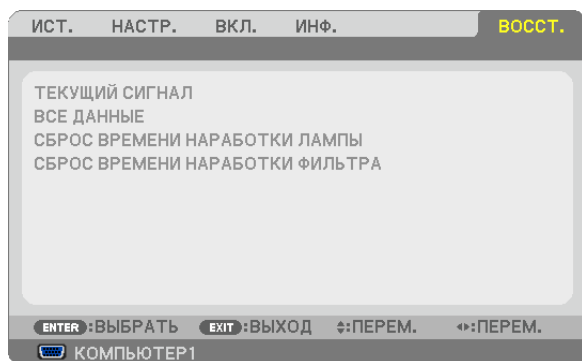 ИСТ. НАСТР. ВКЛ. ИНФ. ВОССТ.
ТЕКУЩИЙ СИГНАЛ
ВСЕ ДАННЫЕ
СБРОС ВРЕМЕНИ НАРАБОТКИ ЛАМПЫ
СБРОС ВРЕМЕНИ НАРАБОТКИ ФИЛЬТРА
ENTER:ВЫБРАТЬ EXIT:ВЫХОД :ПЕРЕМ. :ПЕРЕМ.
КОМПЬЮТЕР1